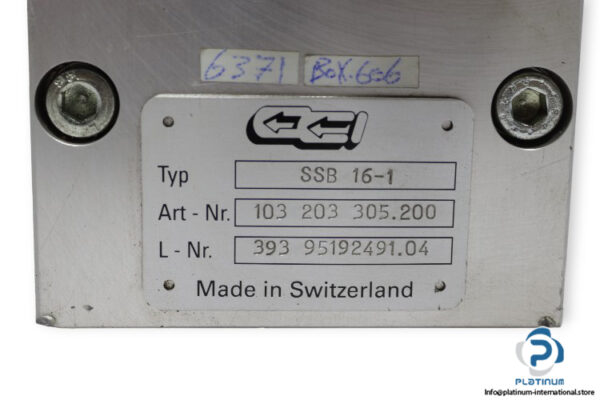 6371 BOX.606
Typ SSB 16-1
Art - Nr. 103 203 305.200
L - Nr. 393 95192491.04
Made in Switzerland
PLATINUM
Info@platinum-international.store